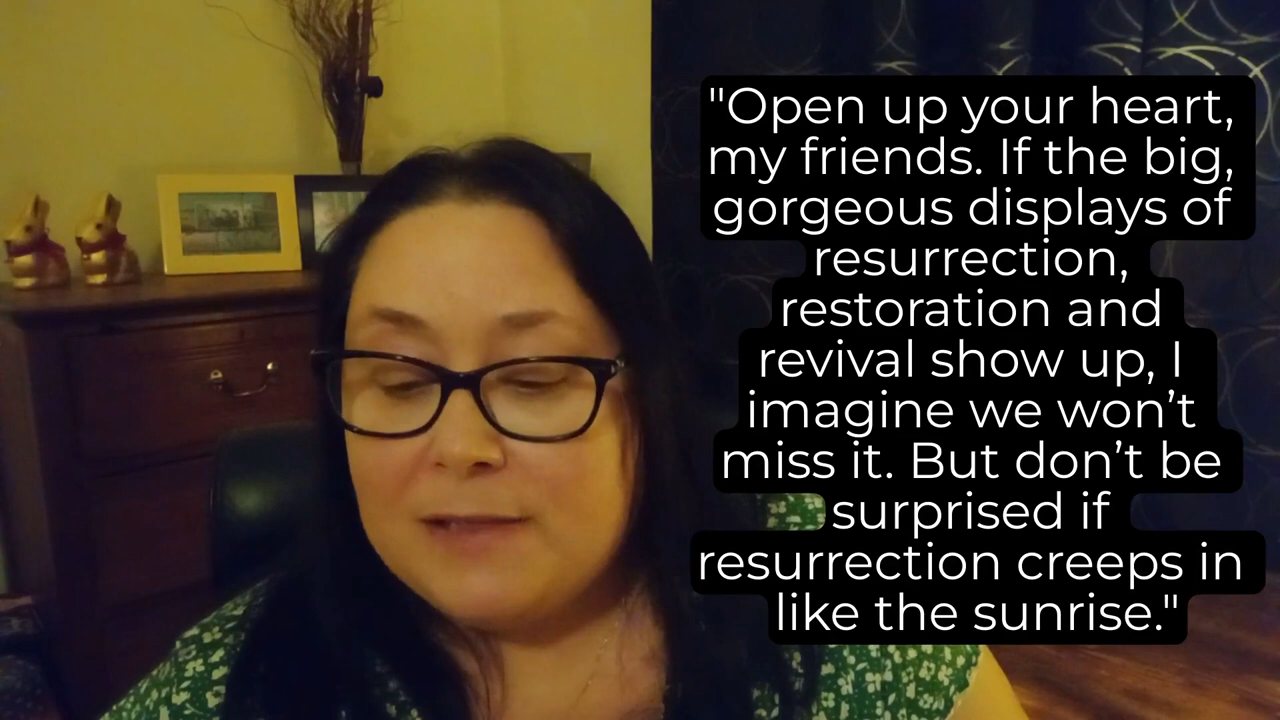 "Open up your heart,
my friends. If the big,
gorgeous displays of
resurrection,
restoration and
revival show up, I
imagine we won’t
miss it. But don’t be
surprised if
resurrection creeps in
like the sunrise."